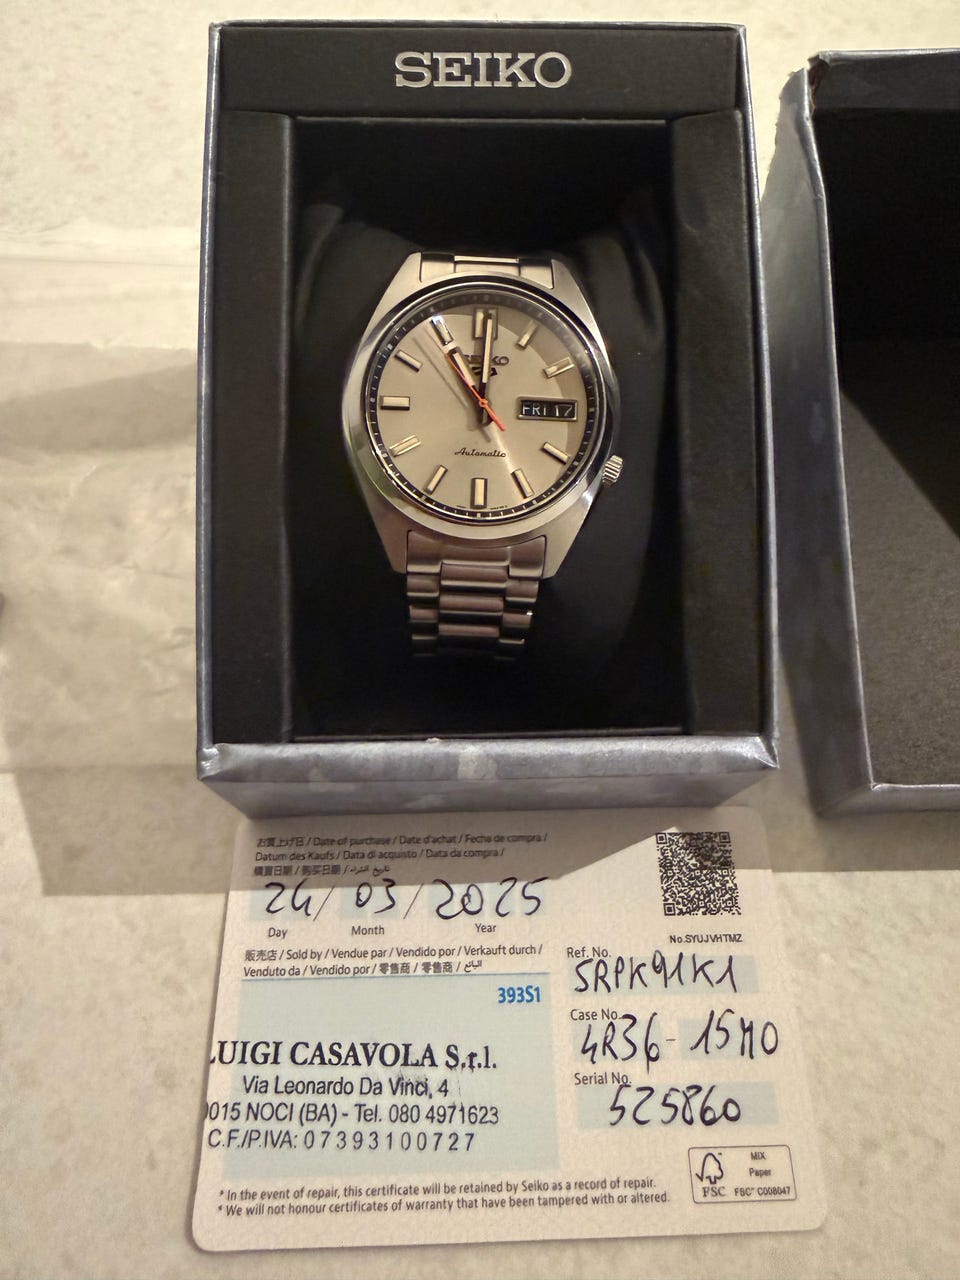 SEIKO
SEIKO
5
FRI 17
Automatic
お買上げ日 / Date of purchase / Date d'achat / Fecha de compra /
Datum des Kaufs / Data di acquisto / Data da compra /
購買日期 / 购买日期 / تاريخ الشراء
24/ 03 / 2025
Day Month Year
No.SYUJVHTMZ
販売店 / Sold by / Vendue par / Vendido por / Verkauft durch /
Venduto da / Vendido por / 零售商 / 零售商 / البائع
39351
LUIGI CASAVOLA S.r.l.
Via Leonardo Da Vinci, 4
0015 NOCI (BA) - Tel. 080 4971623
C.F./P.IVA: 07393100727
Ref. No.
SRPK91K1
Case No.
4R36-15M0
Serial No.
525860
MIX
Paper
FSC
FSC® C008047
* In the event of repair, this certificate will be retained by Seiko as a record of repair.
* We will not honour certificates of warranty that have been tampered with or altered.